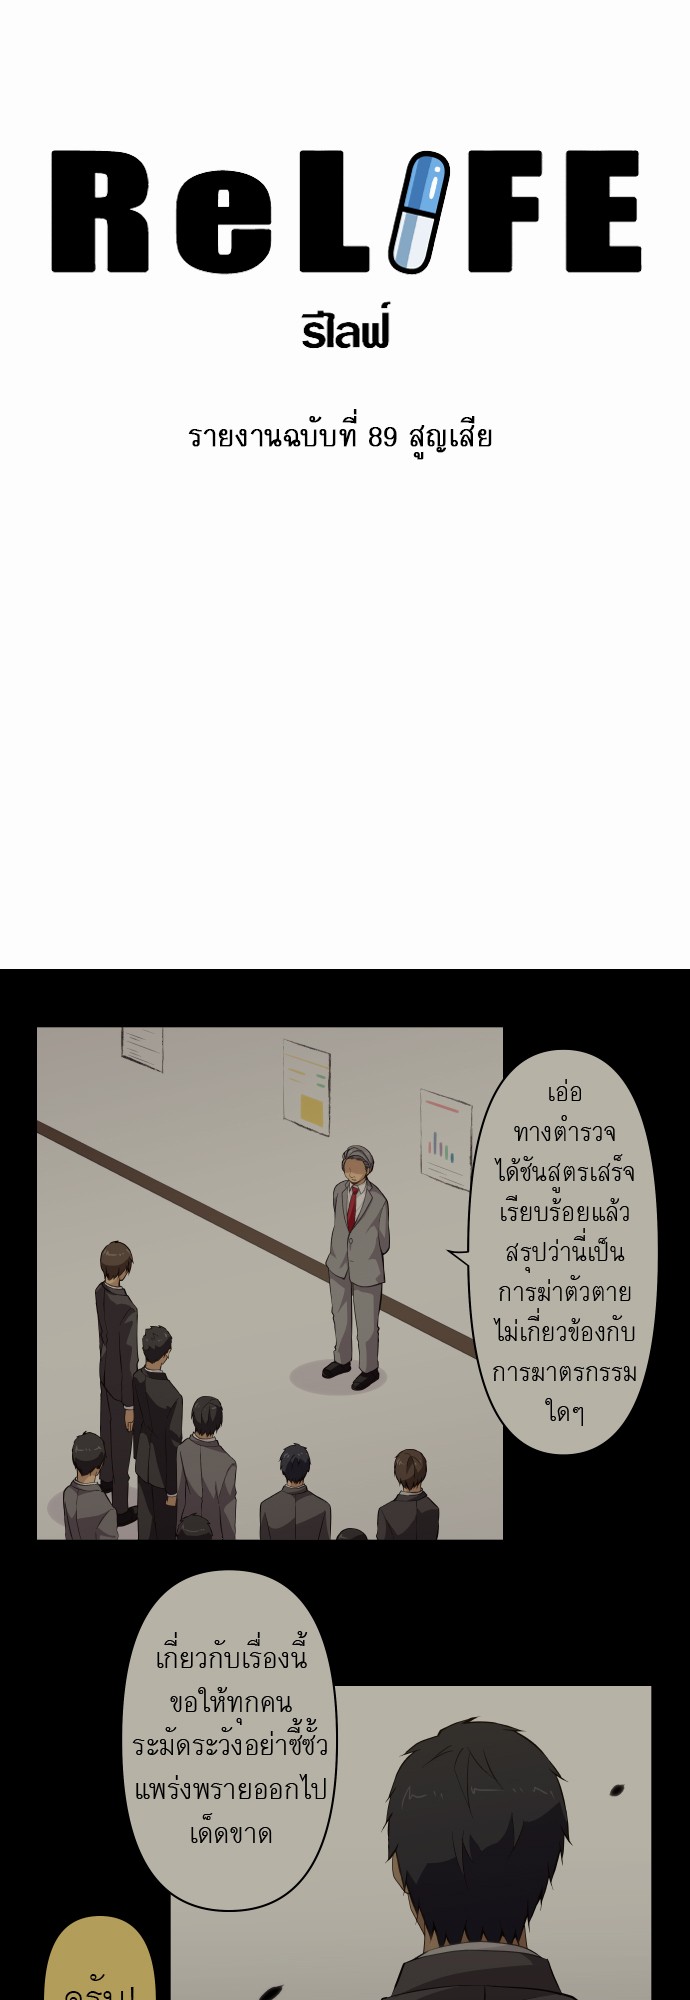 ReLIFE
รีไลฟ์
รายงานฉบับที่ 89 สูญเสีย
เอ่อ
ทางตำรวจ
ได้ชันสูตรเสร็จ
เรียบร้อยแล้ว
สรุปว่านี่เป็น
การฆ่าตัวตาย
ไม่เกี่ยวข้องกับ
การฆาตรกรรม
ใดๆ
เกี่ยวกับเรื่องนี้
ขอให้ทุกคน
ระมัดระวังอย่าซี้ซั้ว
แพร่งพรายออกไป
เด็ดขาด
ครับ!